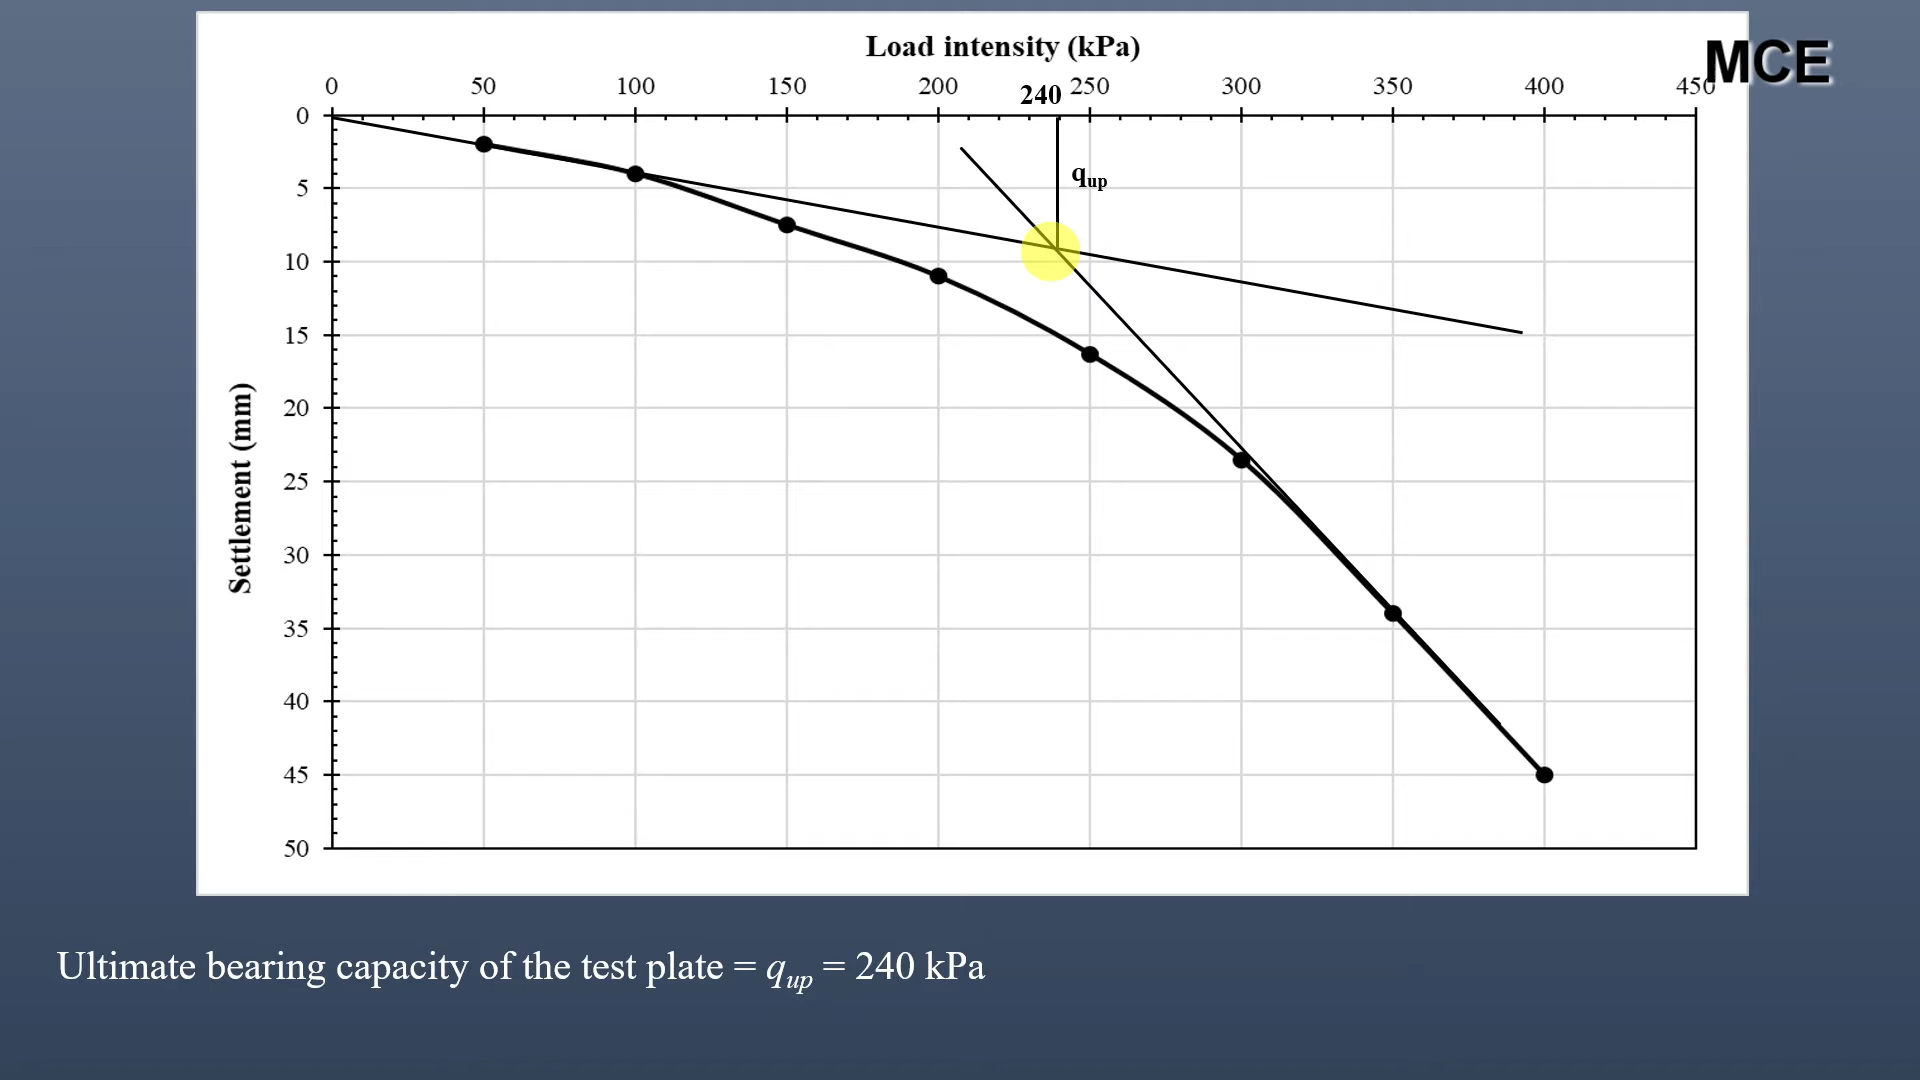 Load intensity (kPa)
MCE
0 50 100 150 200 240 250 300 350 400 450
0
q_up
5
10
15
20
25
30
35
40
45
50
Settlement (mm)
Ultimate bearing capacity of the test plate = q_up = 240 kPa